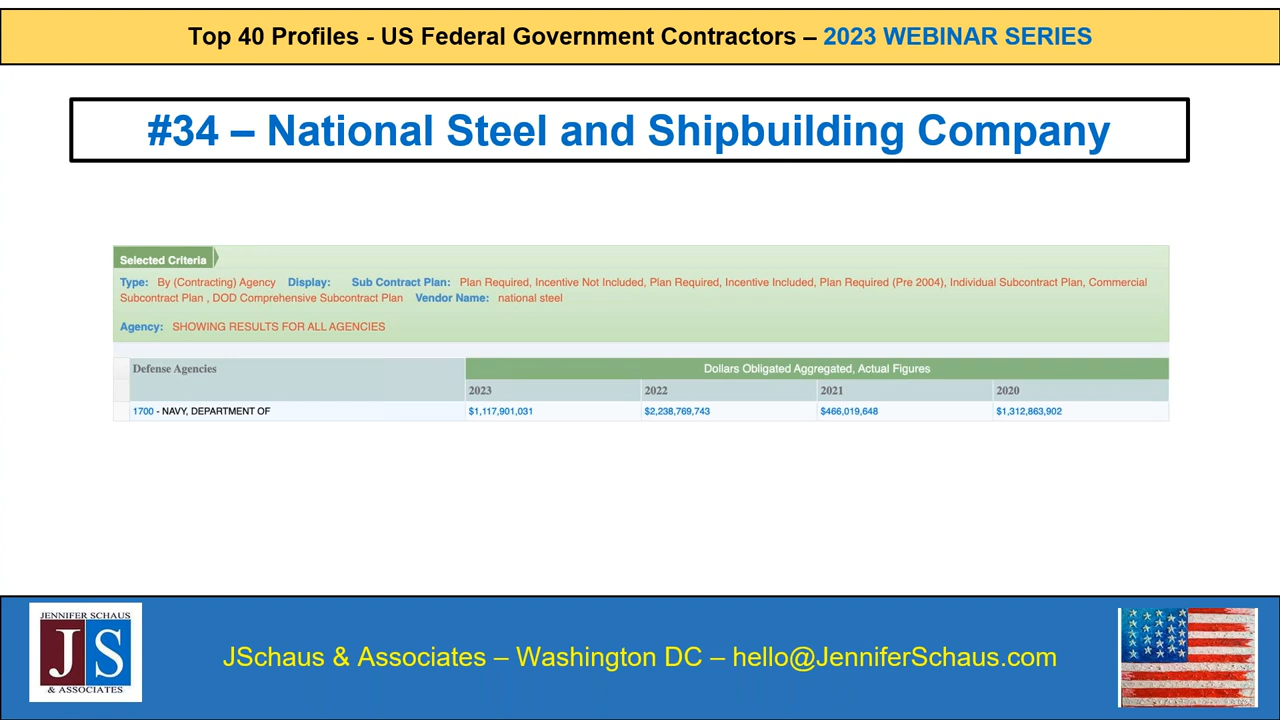 Top 40 Profiles - US Federal Government Contractors – 2023 WEBINAR SERIES
#34 – National Steel and Shipbuilding Company
Selected Criteria
Type: By (Contracting) Agency Display: Sub Contract Plan: Plan Required, Incentive Not Included, Plan Required, Incentive Included, Plan Required (Pre 2004), Individual Subcontract Plan, Commercial
Subcontract Plan , DOD Comprehensive Subcontract Plan Vendor Name: national steel
Agency: SHOWING RESULTS FOR ALL AGENCIES
Defense Agencies Dollars Obligated Aggregated, Actual Figures
2023 2022 2021 2020
1700 - NAVY, DEPARTMENT OF $1,117,901,031 $2,238,769,743 $466,019,648 $1,312,863,902
JENNIFER SCHAUS
JS
& ASSOCIATES
JSchaus & Associates – Washington DC – hello@JenniferSchaus.com